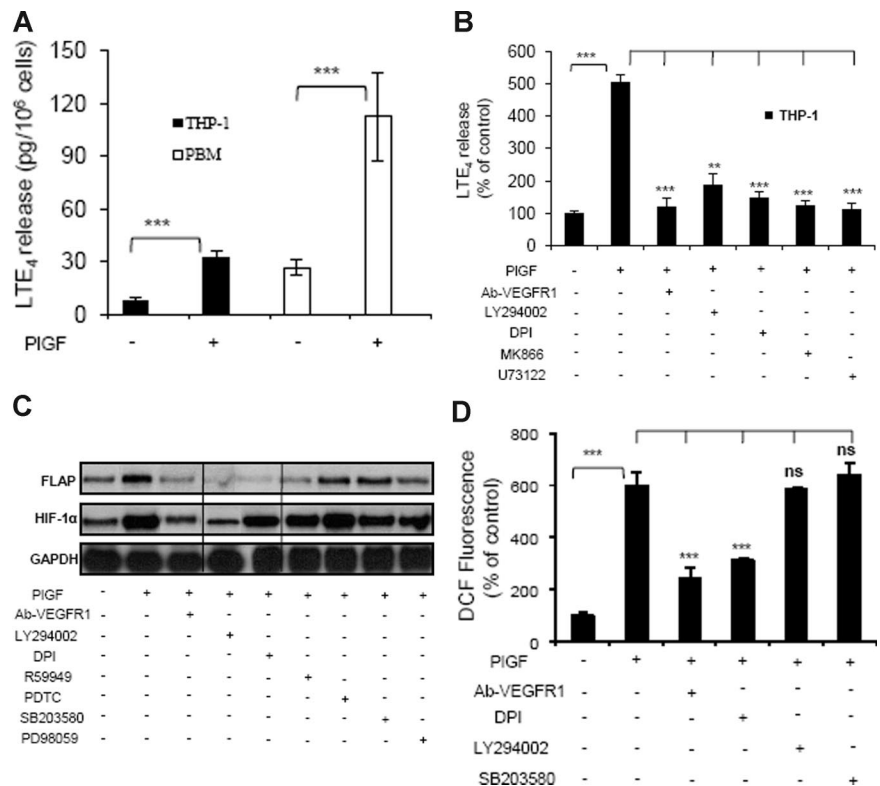 A
LTE4 release (pg/10^6 cells)
150
120
90
60
30
0
THP-1
PBM
***
***
PlGF - + - +
B
LTE4 release
(% of control)
600
500
400
300
200
100
0
THP-1
***
***
**
***
***
***
PlGF - + + + + + +
Ab-VEGFR1 - - + - - - -
LY294002 - - - + - - -
DPI - - - - + - -
MK866 - - - - - + -
U73122 - - - - - - +
C
FLAP
HIF-1α
GAPDH
PlGF - + + + + + + + +
Ab-VEGFR1 - - + - - - - - -
LY294002 - - - + - - - - -
DPI - - - - + - - - -
R59949 - - - - - + - - -
PDTC - - - - - - + - -
SB203580 - - - - - - - + -
PD98059 - - - - - - - - +
D
DCF Fluorescence
(% of control)
800
600
400
200
0
***
***
***
ns
ns
PlGF - + + + + +
Ab-VEGFR1 - - + - - -
DPI - - - + - -
LY294002 - - - - + -
SB203580 - - - - - +